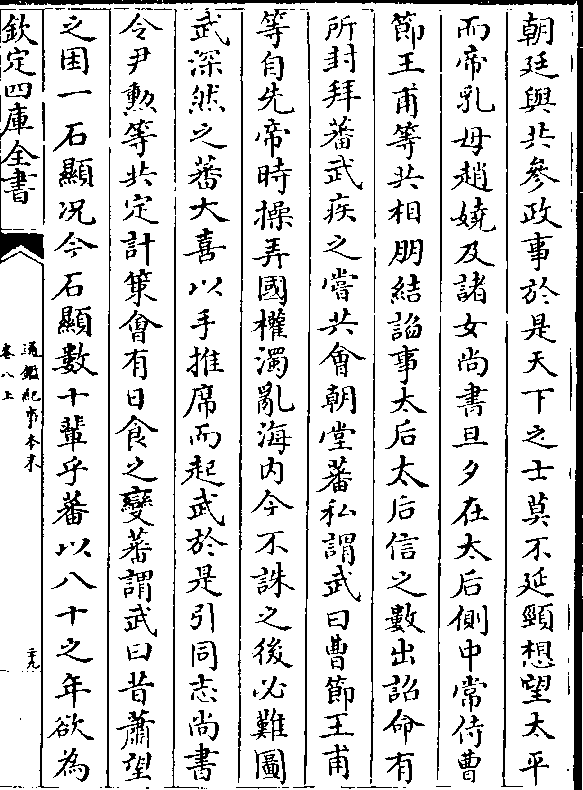 朝廷與共參政事於是天下之士莫不延頸想望太平
而帝乳母趙嬈及諸女尚書旦夕在太后側中常侍曹
節王甫等共相朋結諂事太后太后信之數出詔命有
所封拜蕃武疾之嘗共會朝堂蕃私謂武曰曹節王甫
等自先帝時操弄國權濁亂海内今不誅之後必難圖
武深然之蕃大喜以手推席而起武於是引同志尚書
令尹勲等共定計策會有日食之變蕃謂武曰昔蕭望
之困一石顯况今石顯數十輩乎蕃以八十之年欲為
欽定四庫全書
通鑑紀事本末
卷八上
二十九